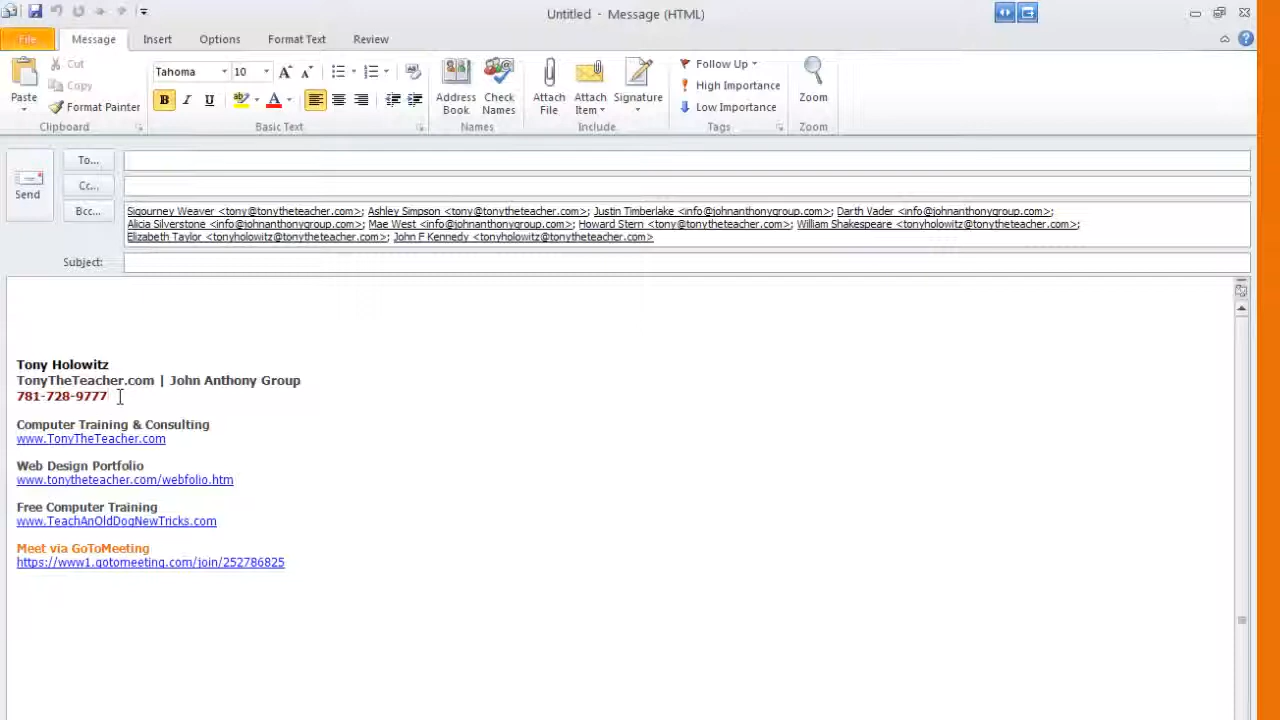 Untitled - Message (HTML)
File Message Insert Options Format Text Review
Paste
Cut
Copy
Format Painter
Clipboard
Tahoma 10
B I U A
Basic Text
Address Book
Check Names
Names
Attach File
Attach Item
Signature
Include
Follow Up
High Importance
Low Importance
Tags
Zoom
Zoom
Send
To...
Cc...
Bcc...
Sigourney Weaver <tony@tonytheteacher.com>; Ashley Simpson <tony@tonytheteacher.com>; Justin Timberlake <info@johnanthonygroup.com>; Darth Vader <info@johnanthonygroup.com>;
Alicia Silverstone <info@johnanthonygroup.com>; Mae West <info@johnanthonygroup.com>; Howard Stern <tony@tonytheteacher.com>; William Shakespeare <tonyholowitz@tonytheteacher.com>;
Elizabeth Taylor <tonyholowitz@tonytheteacher.com>; John F Kennedy <tonyholowitz@tonytheteacher.com>
Subject:
Tony Holowitz
TonyTheTeacher.com | John Anthony Group
781-728-9777
Computer Training & Consulting
www.TonyTheTeacher.com
Web Design Portfolio
www.tonytheteacher.com/webfolio.htm
Free Computer Training
www.TeachAnOldDogNewTricks.com
Meet via GoToMeeting
https://www1.gotomeeting.com/join/252786825